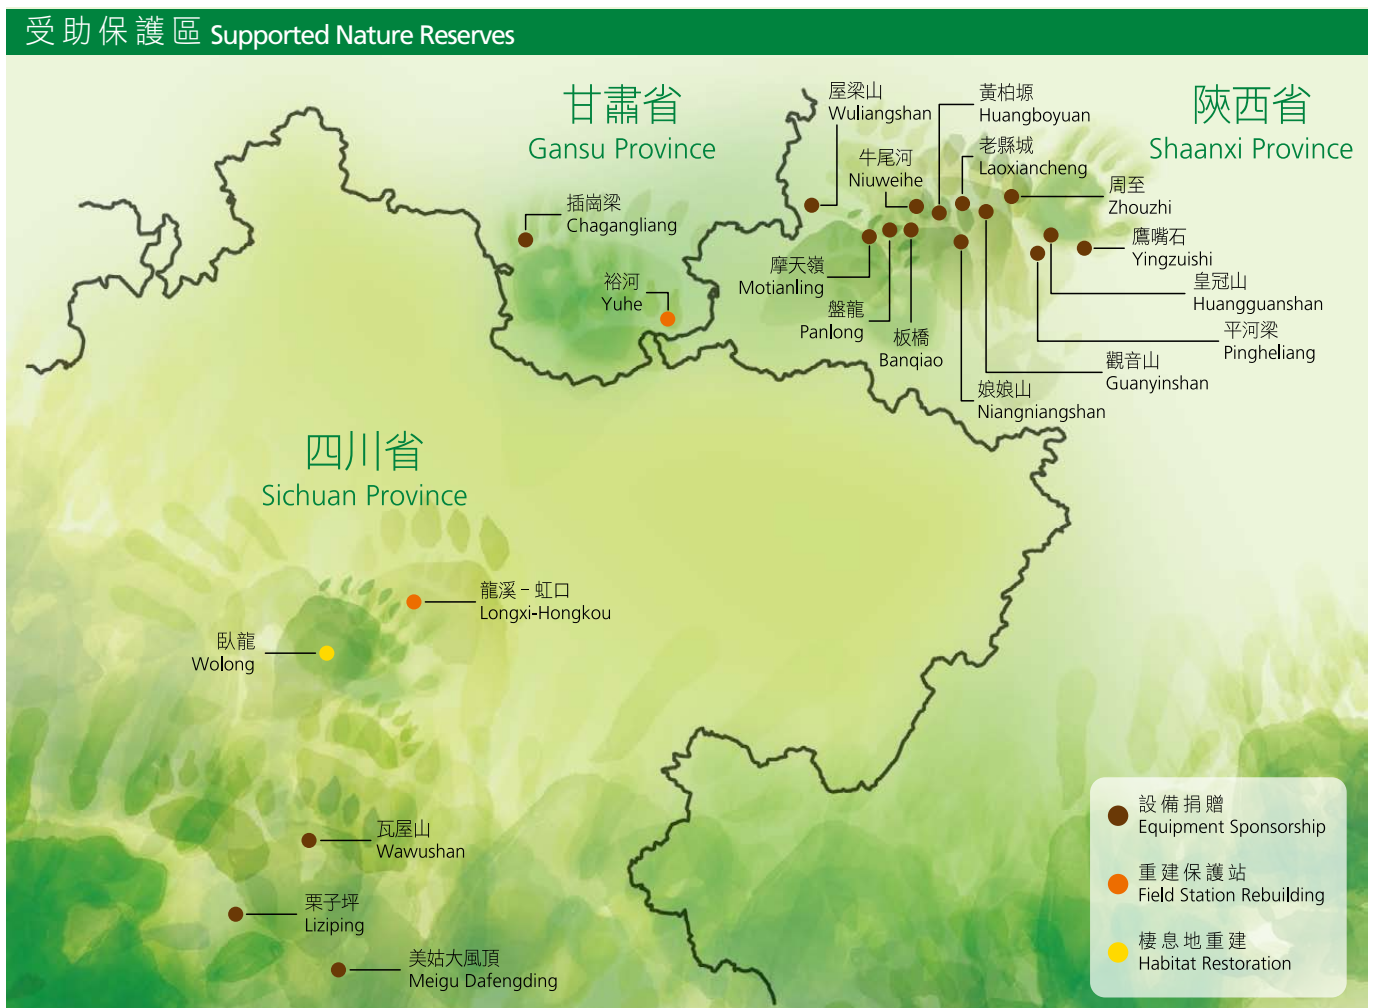 受助保護區 Supported Nature Reserves
甘肅省
Gansu Province
陝西省
Shaanxi Province
屋梁山
Wuliangshan
黃柏塬
Huangboyuan
牛尾河
Niuweihe
老縣城
Laoxiancheng
周至
Zhouzhi
插崗梁
Chagangliang
鷹嘴石
Yingzuishi
裕河
Yuhe
摩天嶺
Motianling
皇冠山
Huangguanshan
盤龍
Panlong
板橋
Banqiao
平河梁
Pingheliang
觀音山
Guanyinshan
娘娘山
Niangniangshan
四川省
Sichuan Province
龍溪－虹口
Longxi-Hongkou
臥龍
Wolong
瓦屋山
Wawushan
栗子坪
Liziping
美姑大風頂
Meigu Dafengding
設備捐贈
Equipment Sponsorship
重建保護站
Field Station Rebuilding
棲息地重建
Habitat Restoration